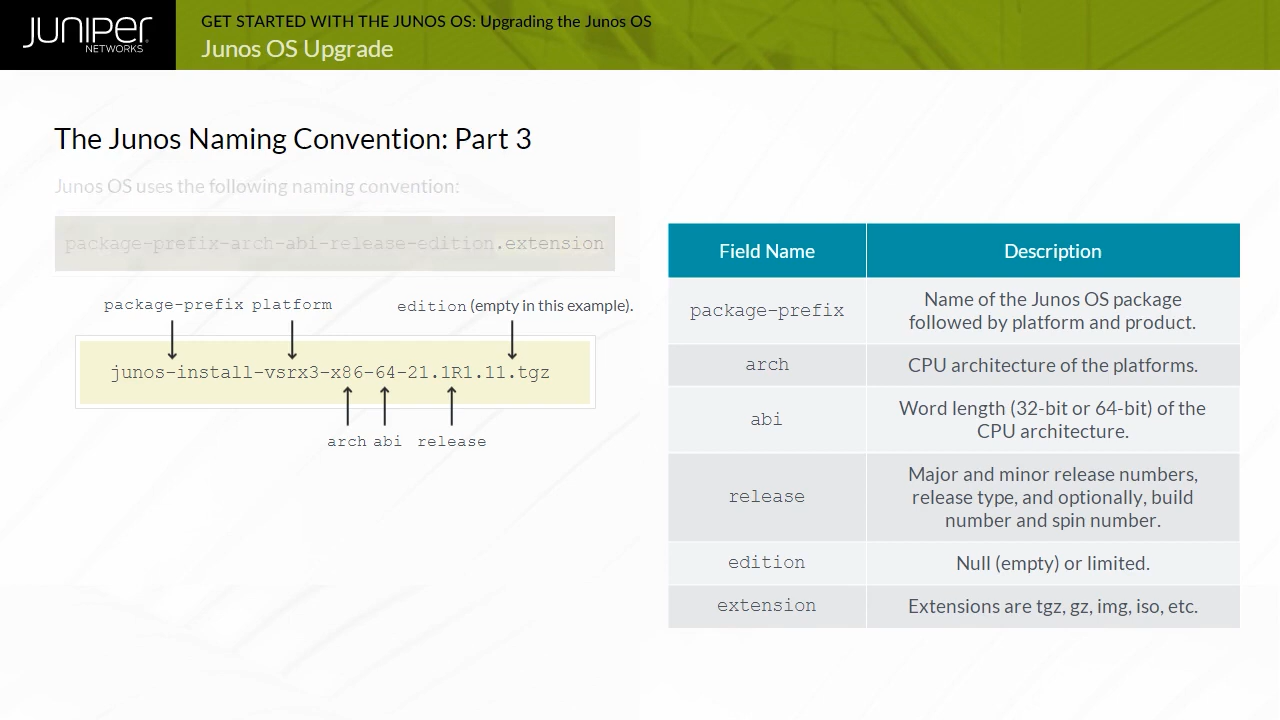 JUNIPER
NETWORKS
GET STARTED WITH THE JUNOS OS: Upgrading the Junos OS
Junos OS Upgrade
The Junos Naming Convention: Part 3
Junos OS uses the following naming convention:
package-prefix-arch-abi-release-edition.extension
package-prefix platform edition (empty in this example).
junos-install-vsrx3-x86-64-21.1R1.11.tgz
arch abi release
Field Name Description
package-prefix Name of the Junos OS package
followed by platform and product.
arch CPU architecture of the platforms.
abi Word length (32-bit or 64-bit) of the
CPU architecture.
release Major and minor release numbers,
release type, and optionally, build
number and spin number.
edition Null (empty) or limited.
extension Extensions are tgz, gz, img, iso, etc.